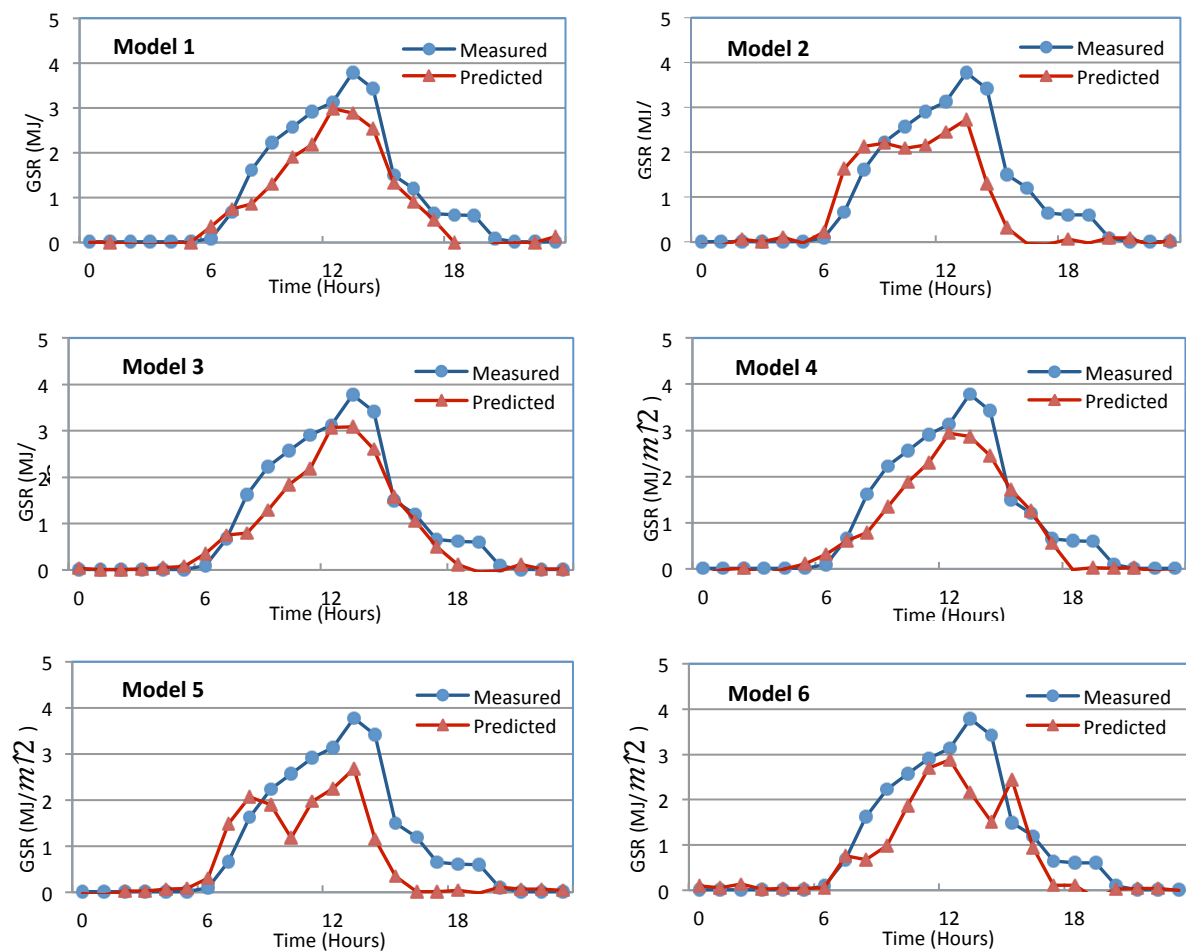 Model 1
Measured
Predicted
GSR (MJ/
5
4
3
2
1
0
0 6 12 18
Time (Hours)
Model 2
Measured
Predicted
GSR (MJ/
5
4
3
2
1
0
0 6 12 18
Time (Hours)
Model 3
Measured
Predicted
GSR (MJ/
5
4
3
2
1
0
0 6 12 18
Time (Hours)
Model 4
Measured
Predicted
GSR (MJ/m↑2 )
5
4
3
2
1
0
0 6 12 18
Time (Hours)
Model 5
Measured
Predicted
GSR (MJ/m↑2
5
4
3
2
1
0
0 6 12 18
Time (Hours)
Model 6
Measured
Predicted
GSR (MJ/m↑2
5
4
3
2
1
0
0 6 12 18
Time (Hours)